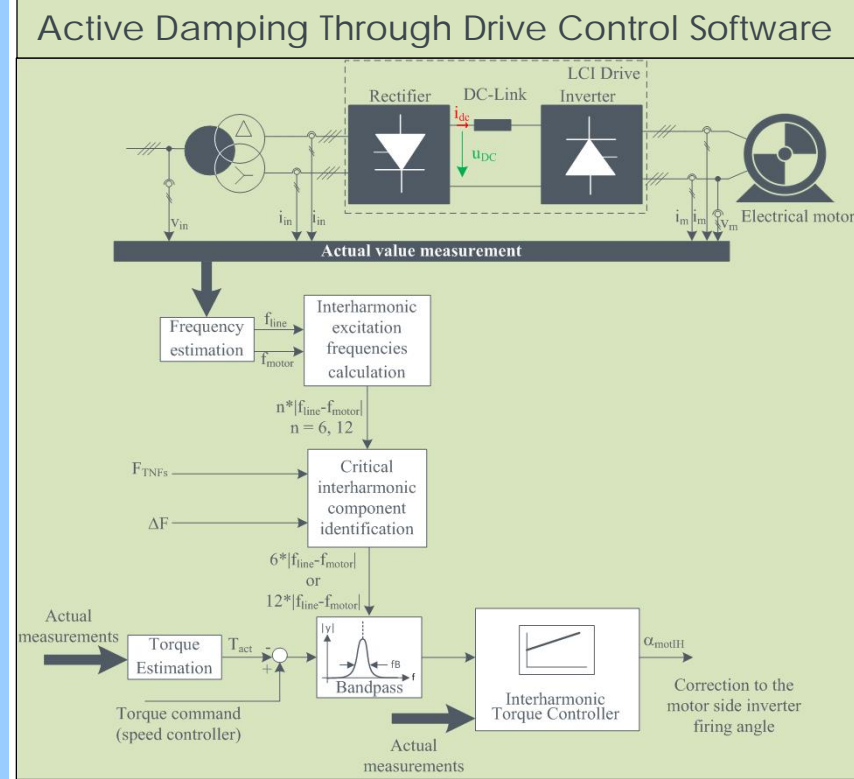 Active Damping Through Drive Control Software
LCI Drive
Rectifier
DC-Link
Inverter
i_dc
u_DC
v_in
i_in
i_in
i_m
i_m
v_m
Electrical motor
Actual value measurement
Frequency
estimation
f_line
f_motor
Interharmonic
excitation
frequencies
calculation
n*|f_line-f_motor|
n = 6, 12
F_TNFs
ΔF
Critical
interharmonic
component
identification
6*|f_line-f_motor|
or
12*|f_line-f_motor|
Actual
measurements
Torque
Estimation
T_act
-
+
Torque command
(speed controller)
|y|
fB
f
Bandpass
Actual
measurements
Interharmonic
Torque Controller
α_motIH
Correction to the
motor side inverter
firing angle